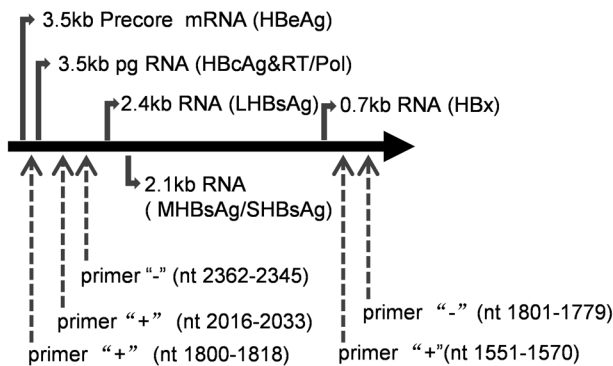 3.5kb Precore mRNA (HBeAg)
3.5kb pg RNA (HBcAg&RT/Pol)
2.4kb RNA (LHBsAg)
0.7kb RNA (HBx)
2.1kb RNA
( MHBsAg/SHBsAg)
primer “-” (nt 2362-2345)
primer “+” (nt 2016-2033)
primer “-” (nt 1801-1779)
primer “+” (nt 1800-1818)
primer “+”(nt 1551-1570)